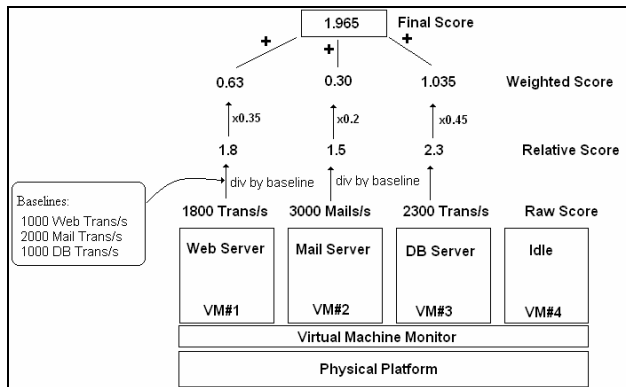 1.965 Final Score
+ + +
0.63 0.30 1.035 Weighted Score
x0.35 x0.2 x0.45
1.8 1.5 2.3 Relative Score
div by baseline div by baseline
Baselines:
1000 Web Trans/s
2000 Mail Trans/s
1000 DB Trans/s
1800 Trans/s 3000 Mails/s 2300 Trans/s Raw Score
Web Server Mail Server DB Server Idle
VM#1 VM#2 VM#3 VM#4
Virtual Machine Monitor
Physical Platform